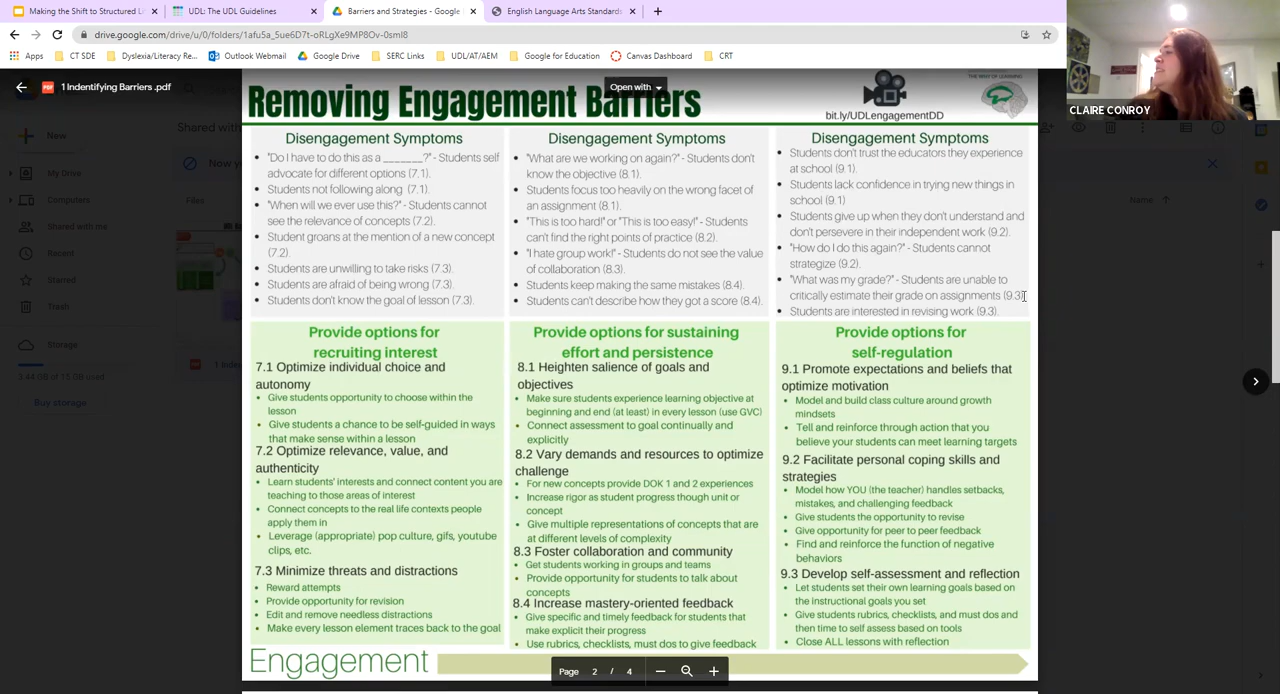 Making the Shift to Structured Li
UDL: The UDL Guidelines
Barriers and Strategies - Google
English Language Arts Standards
drive.google.com/drive/u/0/folders/1afu5a_5ue6D7t-oRLgXe9MP8Ov-0smI8
Apps
CT SDE
Dyslexia/Literacy Re...
Outlook Webmail
Google Drive
SERC Links
UDL/AT/AEM
Google for Education
Canvas Dashboard
CRT
CLAIRE CONROY
1 Indentifying Barriers .pdf
Open with
New
My Drive
Computers
Shared with me
Recent
Starred
Trash
Storage
3.44 GB of 15 GB used
Buy storage
Shared with
Files
Name
Removing Engagement Barriers
bit.ly/UDLengagementDD
Disengagement Symptoms
"Do I have to do this as a _______?" - Students self
advocate for different options (7.1).
Students not following along (7.1).
"When will we ever use this?" - Students cannot
see the relevance of concepts (7.2).
Student groans at the mention of a new concept
(7.2).
Students are unwilling to take risks (7.3).
Students are afraid of being wrong (7.3).
Students don't know the goal of lesson (7.3).
Disengagement Symptoms
"What are we working on again?" - Students don't
know the objective (8.1).
Students focus too heavily on the wrong facet of
an assignment (8.1).
"This is too hard!" or "This is too easy!" - Students
can't find the right points of practice (8.2).
"I hate group work!" - Students do not see the value
of collaboration (8.3).
Students keep making the same mistakes (8.4).
Students can't describe how they got a score (8.4).
Disengagement Symptoms
Students don't trust the educators they experience
at school (9.1).
Students lack confidence in trying new things in
school (9.1)
Students give up when they don't understand and
don't persevere in their independent work (9.2).
"How do I do this again?" - Students cannot
strategize (9.2).
"What was my grade?" - Students are unable to
critically estimate their grade on assignments (9.3).
Students are interested in revising work (9.3).
Provide options for
recruiting interest
7.1 Optimize individual choice and
autonomy
Give students opportunity to choose within the
lesson
Give students a chance to be self-guided in ways
that make sense within a lesson
7.2 Optimize relevance, value, and
authenticity
Learn students' interests and connect content you are
teaching to those areas of interest
Connect concepts to the real life contexts people
apply them in
Leverage (appropriate) pop culture, gifs, youtube
clips, etc.
7.3 Minimize threats and distractions
Reward attempts
Provide opportunity for revision
Edit and remove needless distractions
Make every lesson element traces back to the goal
Provide options for sustaining
effort and persistence
8.1 Heighten salience of goals and
objectives
Make sure students experience learning objective at
beginning and end (at least) in every lesson (use GVC)
Connect assessment to goal continually and
explicitly
8.2 Vary demands and resources to optimize
challenge
For new concepts provide DOK 1 and 2 experiences
Increase rigor as student progress though unit or
concept
Give multiple representations of concepts that are
at different levels of complexity
8.3 Foster collaboration and community
Get students working in groups and teams
Provide opportunity for students to talk about
concepts
8.4 Increase mastery-oriented feedback
Give specific and timely feedback for students that
make explicit their progress
Use rubrics, checklists, must dos to give feedback
Provide options for
self-regulation
9.1 Promote expectations and beliefs that
optimize motivation
Model and build class culture around growth
mindsets
Tell and reinforce through action that you
believe your students can meet learning targets
9.2 Facilitate personal coping skills and
strategies
Model how YOU (the teacher) handles setbacks,
mistakes, and challenging feedback
Give students the opportunity to revise
Give opportunity for peer to peer feedback
Find and reinforce the function of negative
behaviors
9.3 Develop self-assessment and reflection
Let students set their own learning goals based on
the instructional goals you set
Give students rubrics, checklists, and must dos and
then time to self assess based on tools
Close ALL lessons with reflection
Engagement
Page 2 / 4